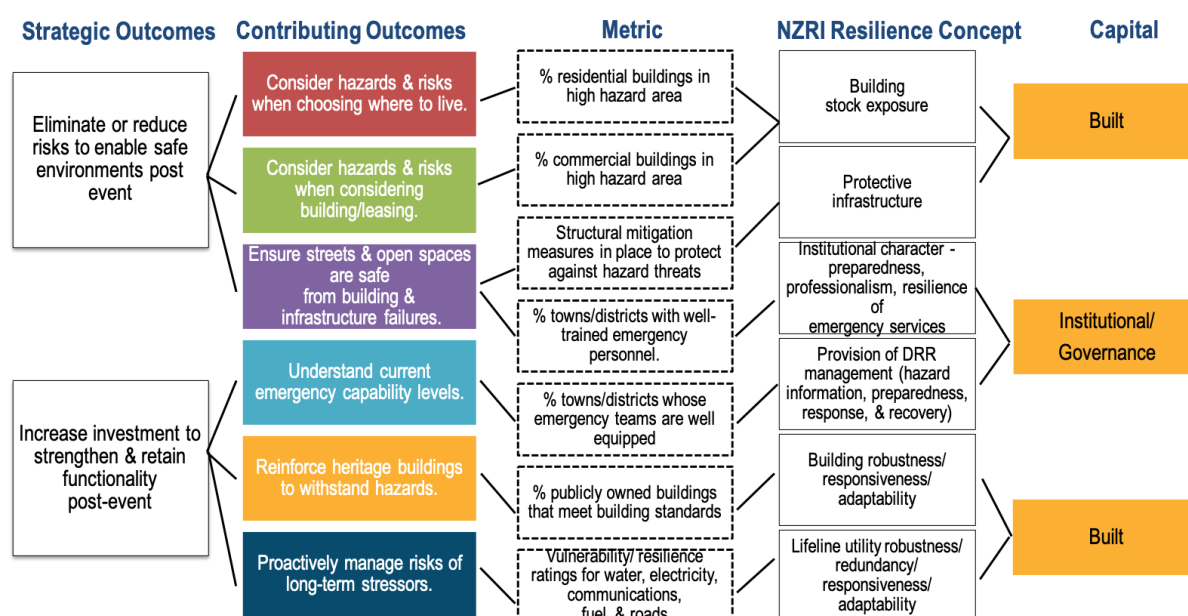 Strategic Outcomes
Contributing Outcomes
Metric
NZRI Resilience Concept
Capital
Eliminate or reduce
risks to enable safe
environments post
event
Increase investment to
strengthen & retain
functionality
post-event
Consider hazards & risks
when choosing where to live.
Consider hazards & risks
when considering
building/leasing.
Ensure streets & open spaces
are safe
from building &
infrastructure failures.
Understand current
emergency capability levels.
Reinforce heritage buildings
to withstand hazards.
Proactively manage risks of
long-term stressors.
% residential buildings in
high hazard area
% commercial buildings in
high hazard area
Structural mitigation
measures in place to protect
against hazard threats
% towns/districts with well-
trained emergency
personnel.
% towns/districts whose
emergency teams are well
equipped
% publicly owned buildings
that meet building standards
Vulnerability/ resilience
ratings for water, electricity,
communications,
fuel, & roads
Building
stock exposure
Protective
infrastructure
Institutional character -
preparedness,
professionalism, resilience
of
emergency services
Provision of DRR
management (hazard
information, preparedness,
response, & recovery)
Building robustness/
responsiveness/
adaptability
Lifeline utility robustness/
redundancy/
responsiveness/
adaptability
Built
Institutional/
Governance
Built